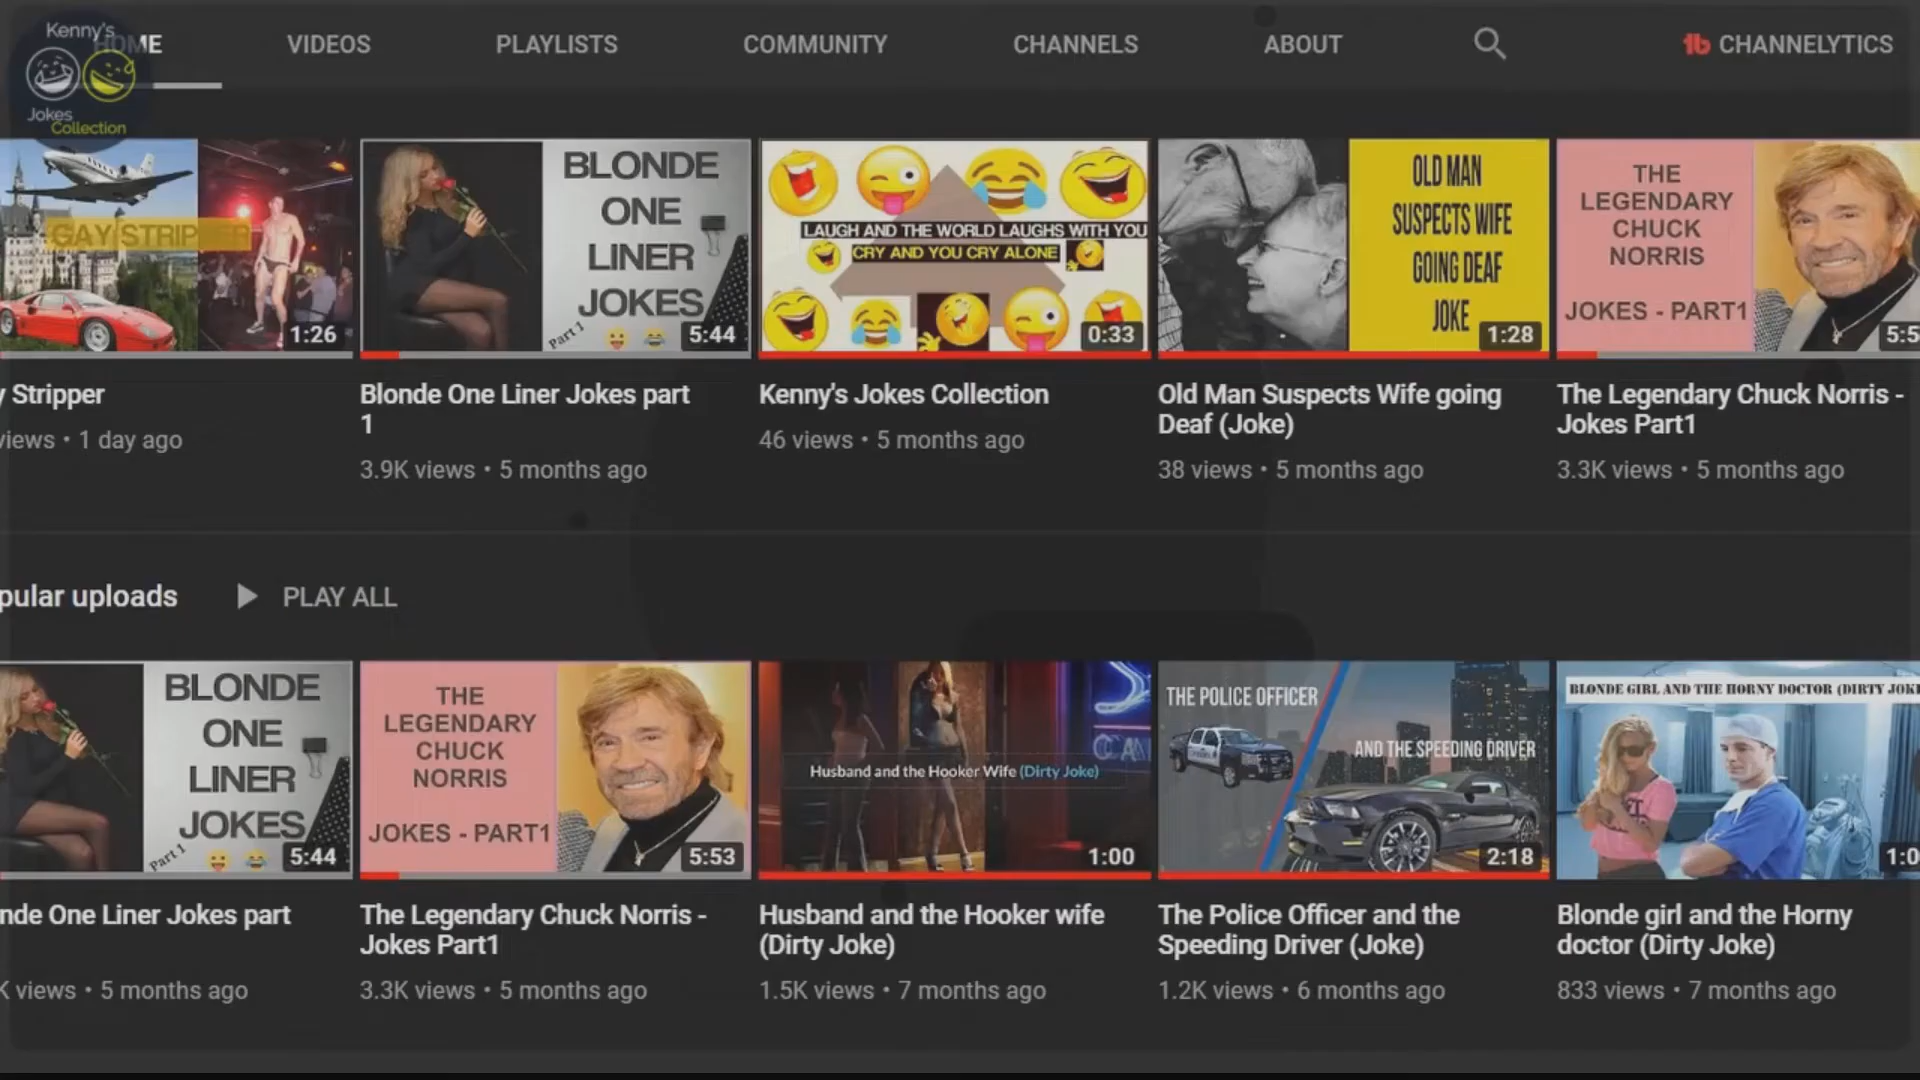 Kenny's
Jokes
Collection
HOME
VIDEOS
PLAYLISTS
COMMUNITY
CHANNELS
ABOUT
CHANNELYTICS
GAY STRIPPER
1:26
BLONDE
ONE
LINER
JOKES
Part 1
5:44
LAUGH AND THE WORLD LAUGHS WITH YOU
CRY AND YOU CRY ALONE
0:33
OLD MAN
SUSPECTS WIFE
GOING DEAF
JOKE
1:28
THE
LEGENDARY
CHUCK
NORRIS
JOKES - PART1
5:5
y Stripper
views • 1 day ago
Blonde One Liner Jokes part
1
3.9K views • 5 months ago
Kenny's Jokes Collection
46 views • 5 months ago
Old Man Suspects Wife going
Deaf (Joke)
38 views • 5 months ago
The Legendary Chuck Norris -
Jokes Part1
3.3K views • 5 months ago
pular uploads
PLAY ALL
BLONDE
ONE
LINER
JOKES
Part 1
5:44
THE
LEGENDARY
CHUCK
NORRIS
JOKES - PART1
5:53
Husband and the Hooker Wife (Dirty Joke)
1:00
THE POLICE OFFICER
AND THE SPEEDING DRIVER
2:18
BLONDE GIRL AND THE HORNY DOCTOR (DIRTY JOKE
1:0
nde One Liner Jokes part
K views • 5 months ago
The Legendary Chuck Norris -
Jokes Part1
3.3K views • 5 months ago
Husband and the Hooker wife
(Dirty Joke)
1.5K views • 7 months ago
The Police Officer and the
Speeding Driver (Joke)
1.2K views • 6 months ago
Blonde girl and the Horny
doctor (Dirty Joke)
833 views • 7 months ago